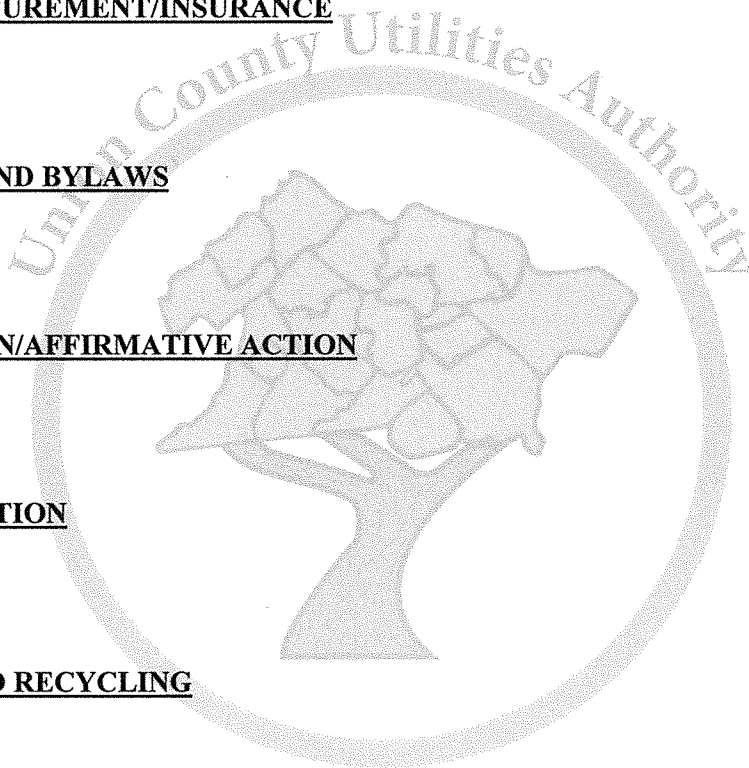 UREMENT/INSURANCE
Union County Utilities Authority
ND BYLAWS
N/AFFIRMATIVE ACTION
TION
D RECYCLING